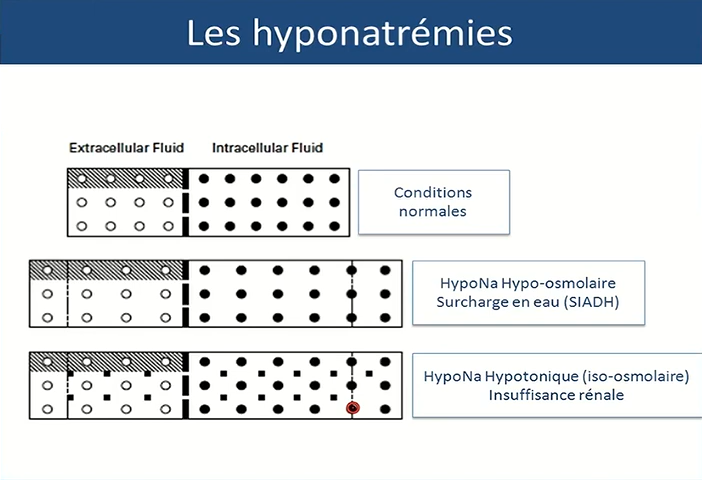 Les hyponatrémies
Extracellular Fluid
Intracellular Fluid
Conditions
normales
HypoNa Hypo-osmolaire
Surcharge en eau (SIADH)
HypoNa Hypotonique (iso-osmolaire)
Insuffisance rénale